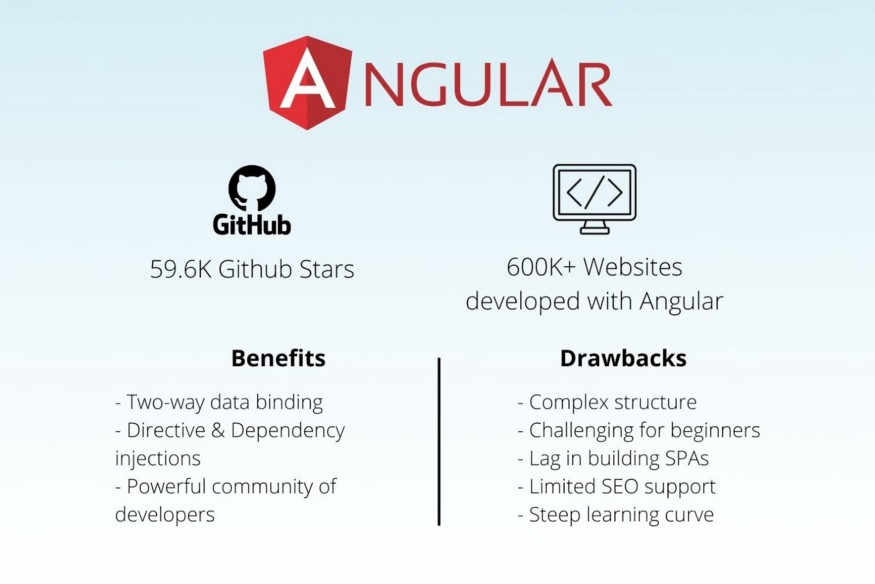 ANGULAR
GitHub
59.6K Github Stars
</>
600K+ Websites
developed with Angular
Benefits
- Two-way data binding
- Directive & Dependency
injections
- Powerful community of
developers
Drawbacks
- Complex structure
- Challenging for beginners
- Lag in building SPAs
- Limited SEO support
- Steep learning curve